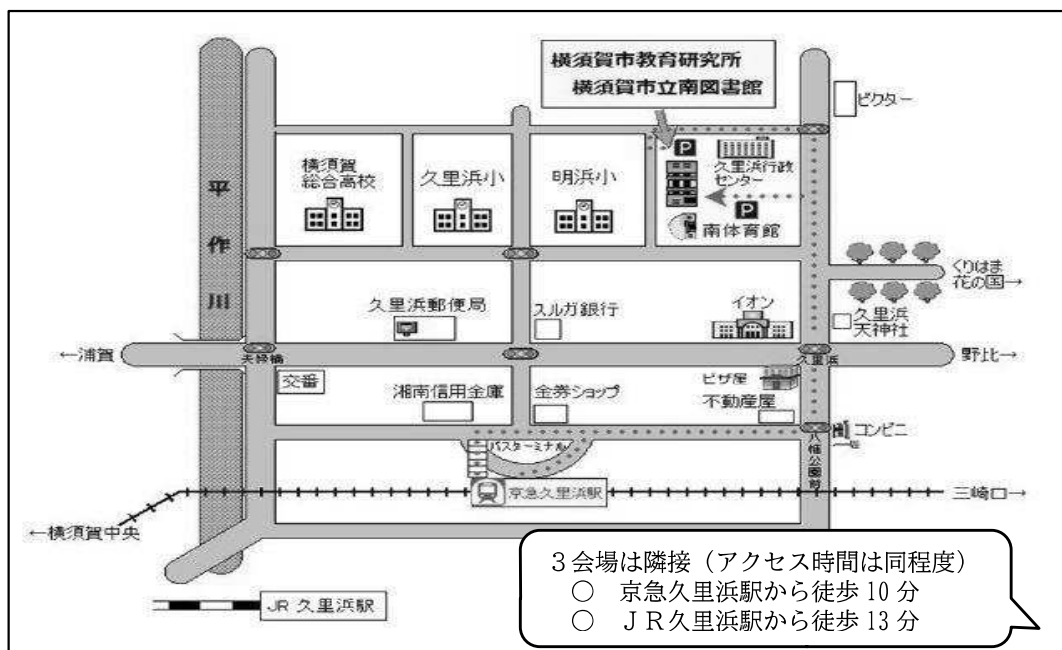 横須賀市教育研究所
横須賀市立南図書館
ビクター
横須賀
総合高校
久里浜小
明浜小
P
久里浜行政
センター
P
南体育館
平作川
くりはま
花の国→
久里浜郵便局
スルガ銀行
イオン
久里浜
天神社
←浦賀
夫婦橋
久里浜
野比→
交番
湘南信用金庫
金券ショップ
ピザ屋
不動産屋
バスターミナル
コンビニ
八幡公園前
京急久里浜駅
三崎口→
←横須賀中央
JR 久里浜駅
3会場は隣接（アクセス時間は同程度）
○ 京急久里浜駅から徒歩 10 分
○ JR久里浜駅から徒歩 13 分